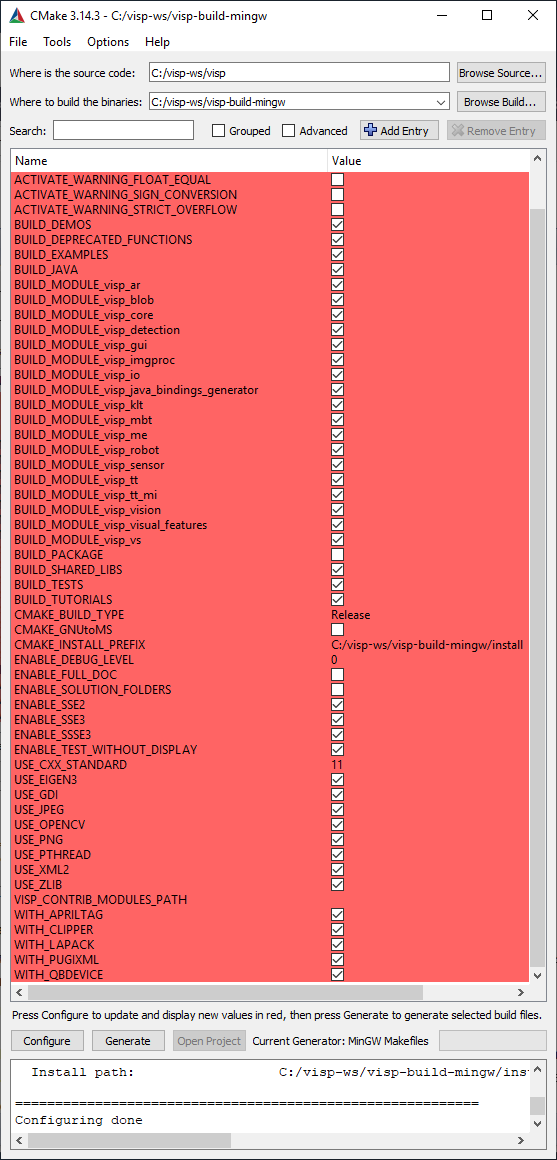 CMake 3.14.3 - C:/visp-ws/visp-build-mingw
File Tools Options Help
Where is the source code: C:/visp-ws/visp Browse Source...
Where to build the binaries: C:/visp-ws/visp-build-mingw Browse Build...
Search: Grouped Advanced Add Entry Remove Entry
Name Value
ACTIVATE_WARNING_FLOAT_EQUAL
ACTIVATE_WARNING_SIGN_CONVERSION
ACTIVATE_WARNING_STRICT_OVERFLOW
BUILD_DEMOS
BUILD_DEPRECATED_FUNCTIONS
BUILD_EXAMPLES
BUILD_JAVA
BUILD_MODULE_visp_ar
BUILD_MODULE_visp_blob
BUILD_MODULE_visp_core
BUILD_MODULE_visp_detection
BUILD_MODULE_visp_gui
BUILD_MODULE_visp_imgproc
BUILD_MODULE_visp_io
BUILD_MODULE_visp_java_bindings_generator
BUILD_MODULE_visp_klt
BUILD_MODULE_visp_mbt
BUILD_MODULE_visp_me
BUILD_MODULE_visp_robot
BUILD_MODULE_visp_sensor
BUILD_MODULE_visp_tt
BUILD_MODULE_visp_tt_mi
BUILD_MODULE_visp_vision
BUILD_MODULE_visp_visual_features
BUILD_MODULE_visp_vs
BUILD_PACKAGE
BUILD_SHARED_LIBS
BUILD_TESTS
BUILD_TUTORIALS
CMAKE_BUILD_TYPE Release
CMAKE_GNUtoMS
CMAKE_INSTALL_PREFIX C:/visp-ws/visp-build-mingw/install
ENABLE_DEBUG_LEVEL 0
ENABLE_FULL_DOC
ENABLE_SOLUTION_FOLDERS
ENABLE_SSE2
ENABLE_SSE3
ENABLE_SSSE3
ENABLE_TEST_WITHOUT_DISPLAY
USE_CXX_STANDARD 11
USE_EIGEN3
USE_GDI
USE_JPEG
USE_OPENCV
USE_PNG
USE_PTHREAD
USE_XML2
USE_ZLIB
VISP_CONTRIB_MODULES_PATH
WITH_APRILTAG
WITH_CLIPPER
WITH_LAPACK
WITH_PUGIXML
WITH_QBDEVICE
Press Configure to update and display new values in red, then press Generate to generate selected build files.
Configure Generate Open Project Current Generator: MinGW Makefiles
Install path: C:/visp-ws/visp-build-mingw/inst
==========================================================
Configuring done